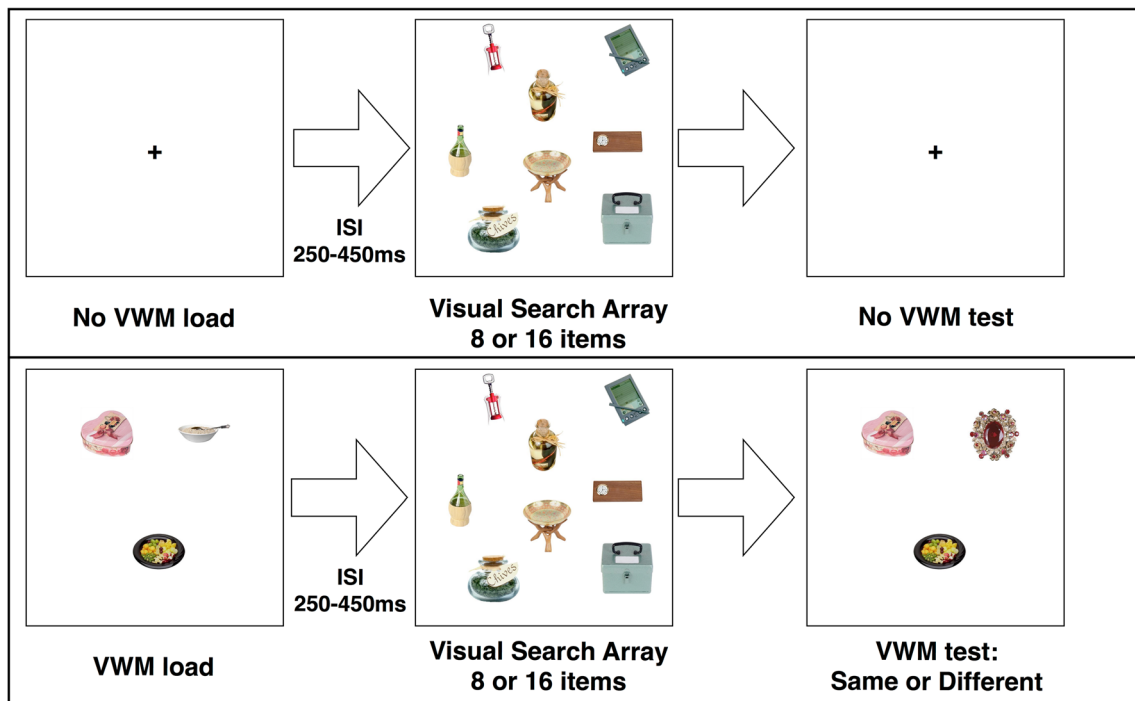 +
ISI
250-450ms
Chives
+
No VWM load
Visual Search Array
8 or 16 items
No VWM test
ISI
250-450ms
Chives
VWM load
Visual Search Array
8 or 16 items
VWM test:
Same or Different